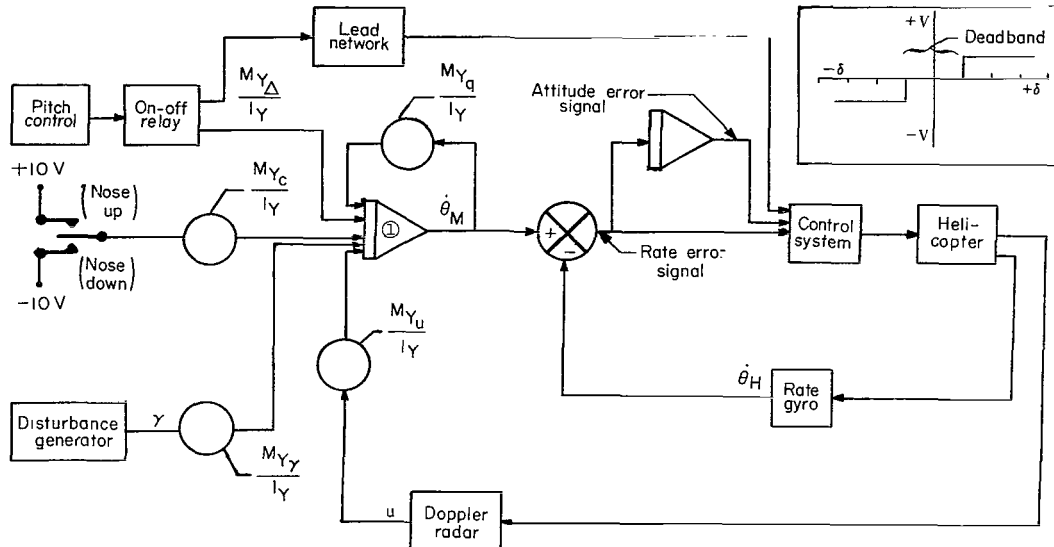 Lead
network
+V
Deadband
−δ
+δ
−V
Pitch
control
On-off
relay
M_YΔ
I_Y
M_Yq
I_Y
Attitude error
signal
+10 V
(Nose
up)
M_Yc
I_Y
①
θ̇_M
+
−
Rate error
signal
Control
system
Heli-
copter
(Nose
down)
−10 V
M_Yu
I_Y
θ̇_H
Rate
gyro
Disturbance
generator
γ
M_Yγ
I_Y
u
Doppler
radar